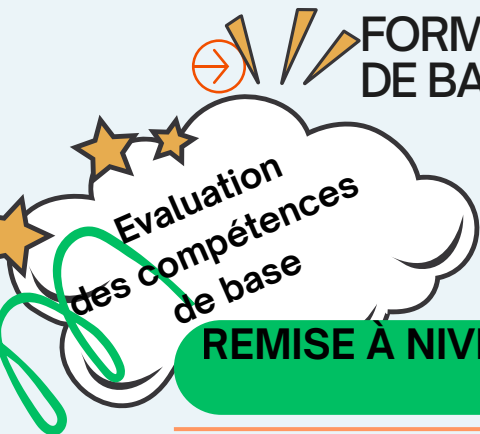 FORM
DE BA
Evaluation
des compétences
de base
REMISE À NIV